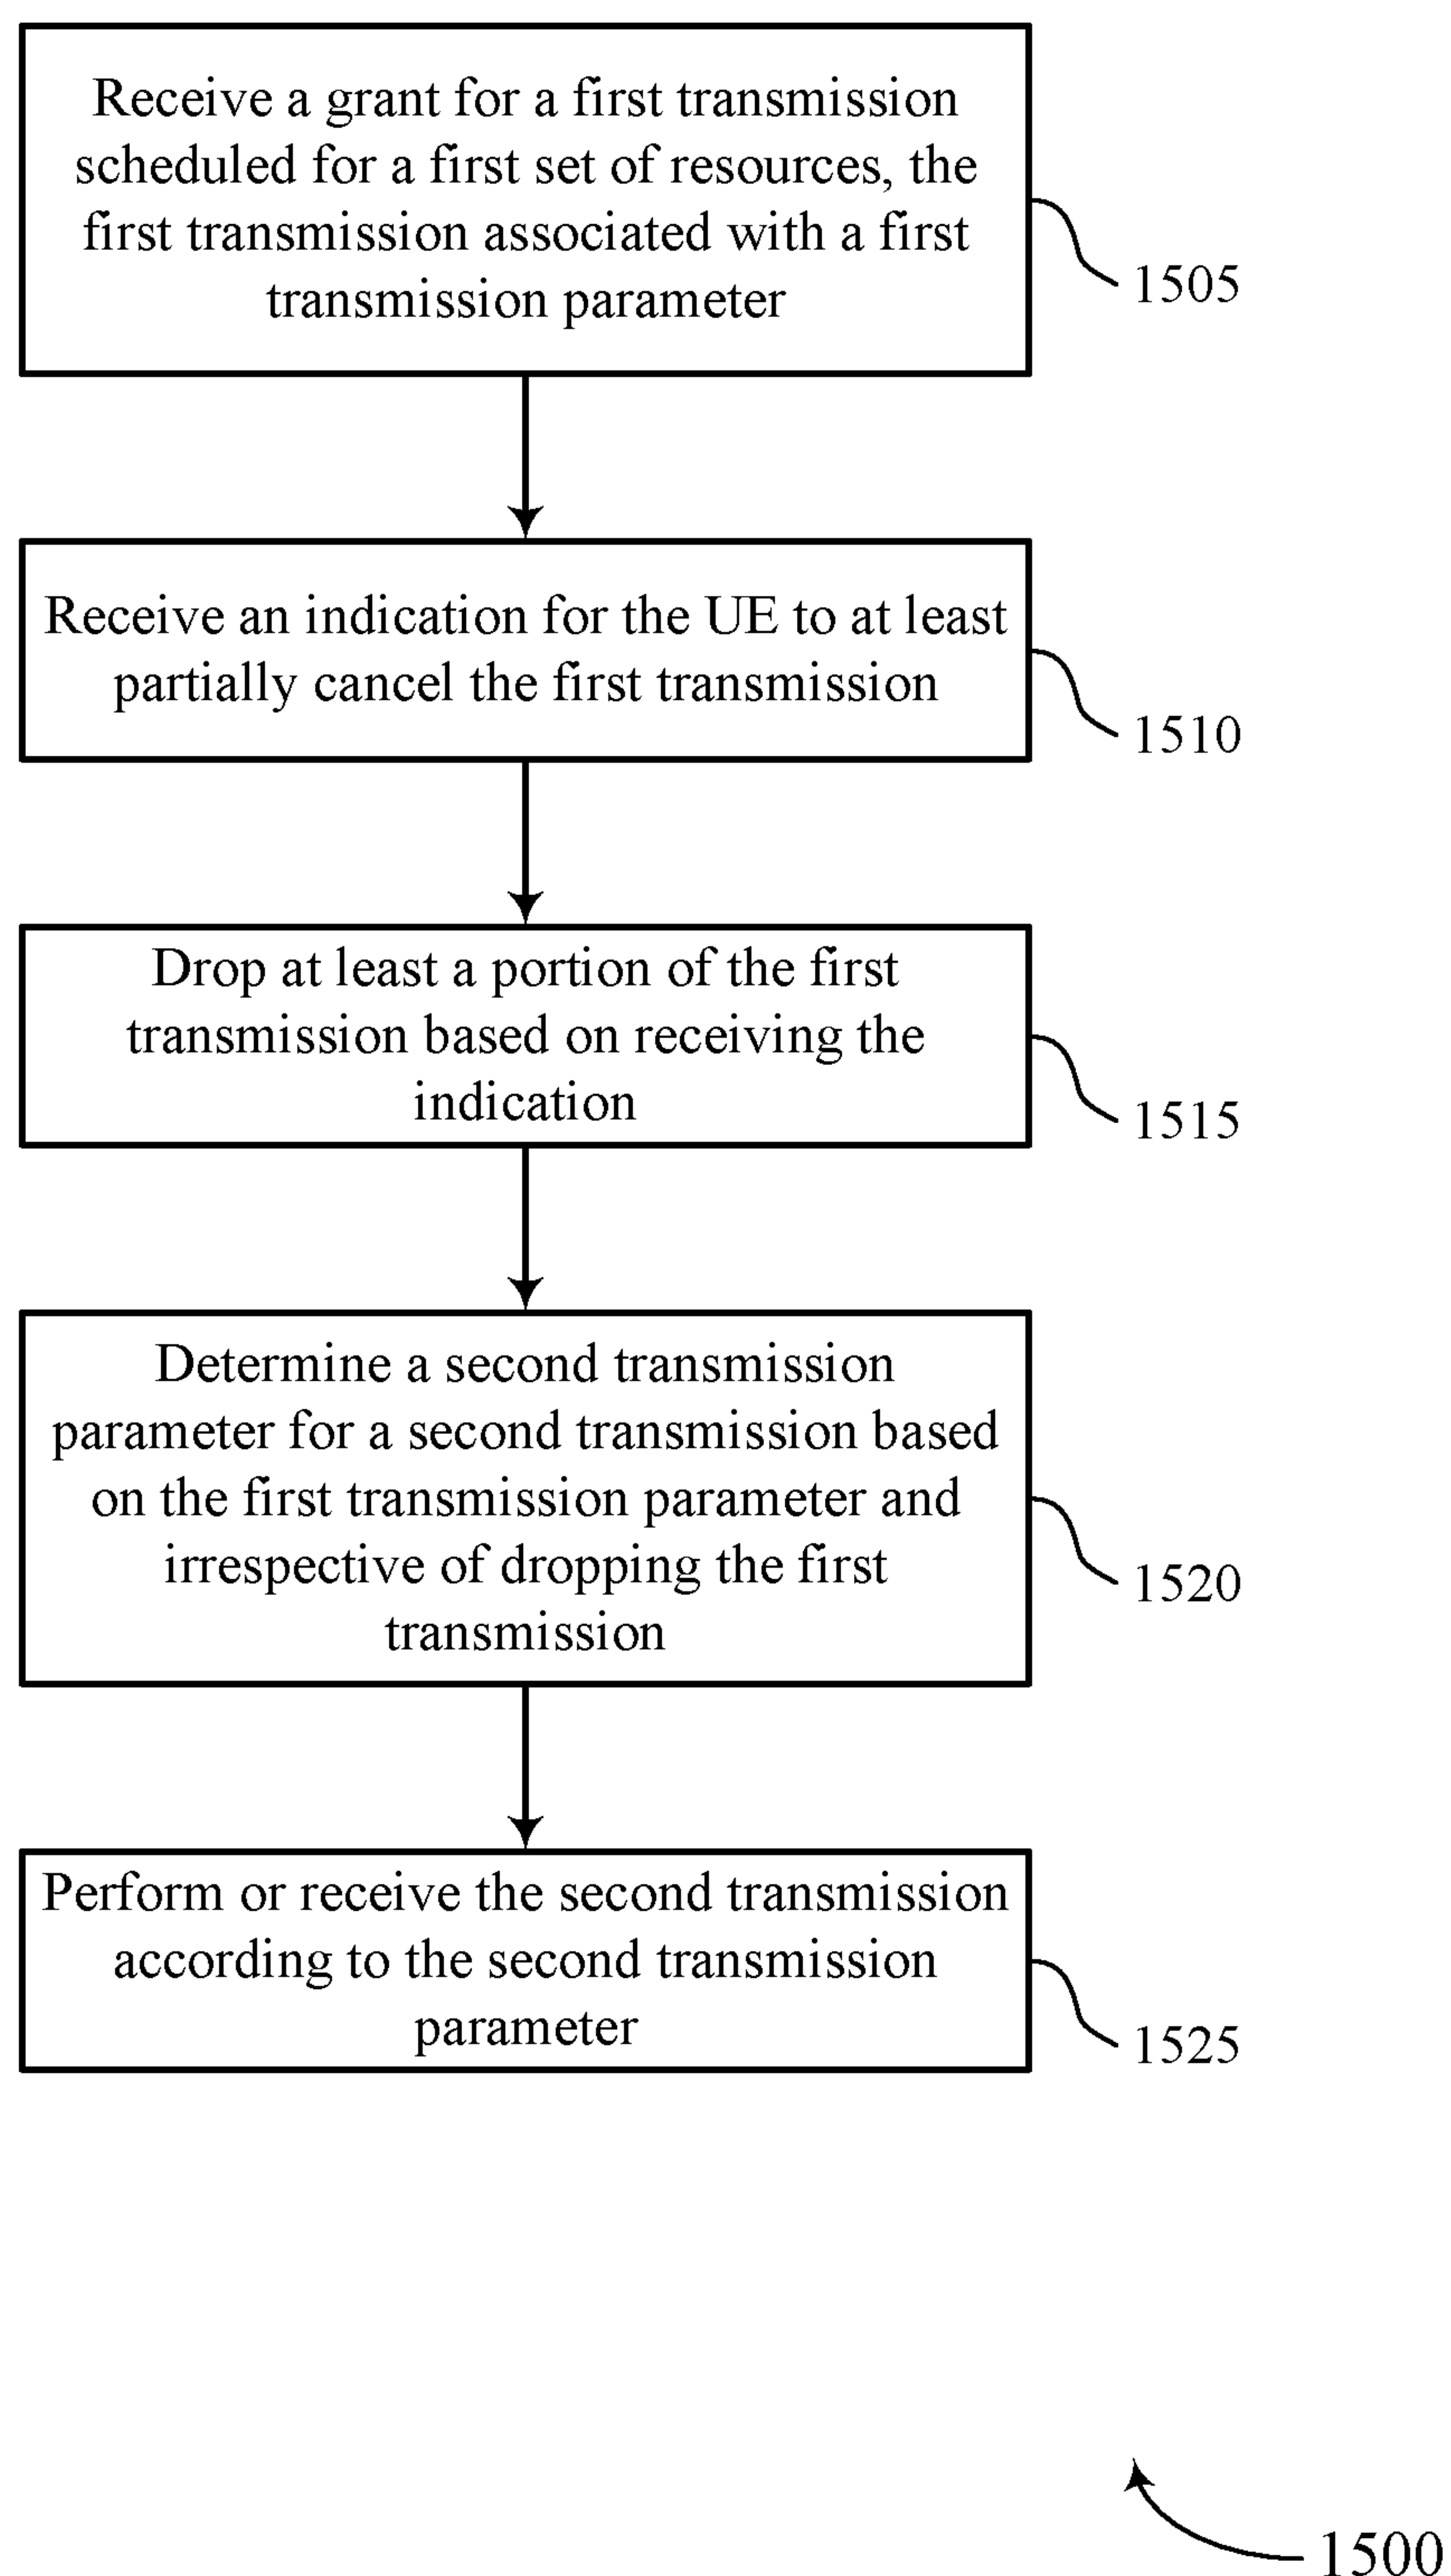 Receive a grant for a first transmission
scheduled for a first set of resources, the
first transmission associated with a first
transmission parameter
1505
Receive an indication for the UE to at least
partially cancel the first transmission
1510
Drop at least a portion of the first
transmission based on receiving the
indication
1515
Determine a second transmission
parameter for a second transmission based
on the first transmission parameter and
irrespective of dropping the first
transmission
1520
Perform or receive the second transmission
according to the second transmission
parameter
1525
1500